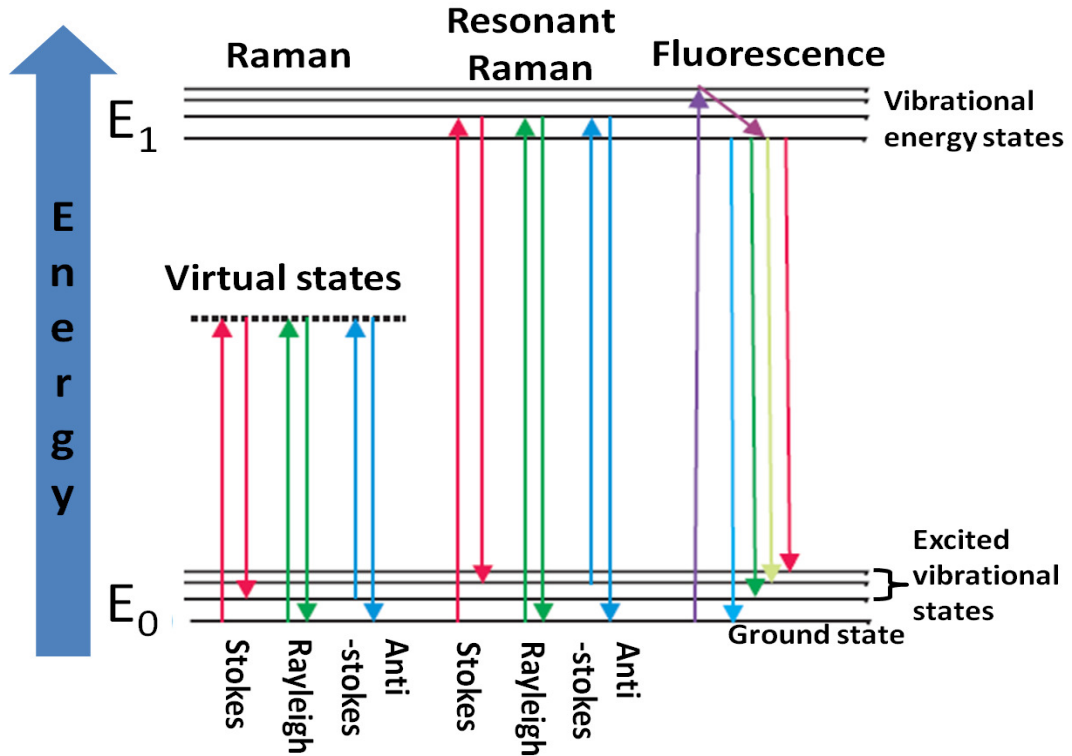 Energy
Raman
Resonant
Raman
Fluorescence
E1
Vibrational
energy states
Virtual states
E0
Excited
vibrational
states
Ground state
Stokes
Rayleigh
Anti
-stokes
Stokes
Rayleigh
Anti
-stokes